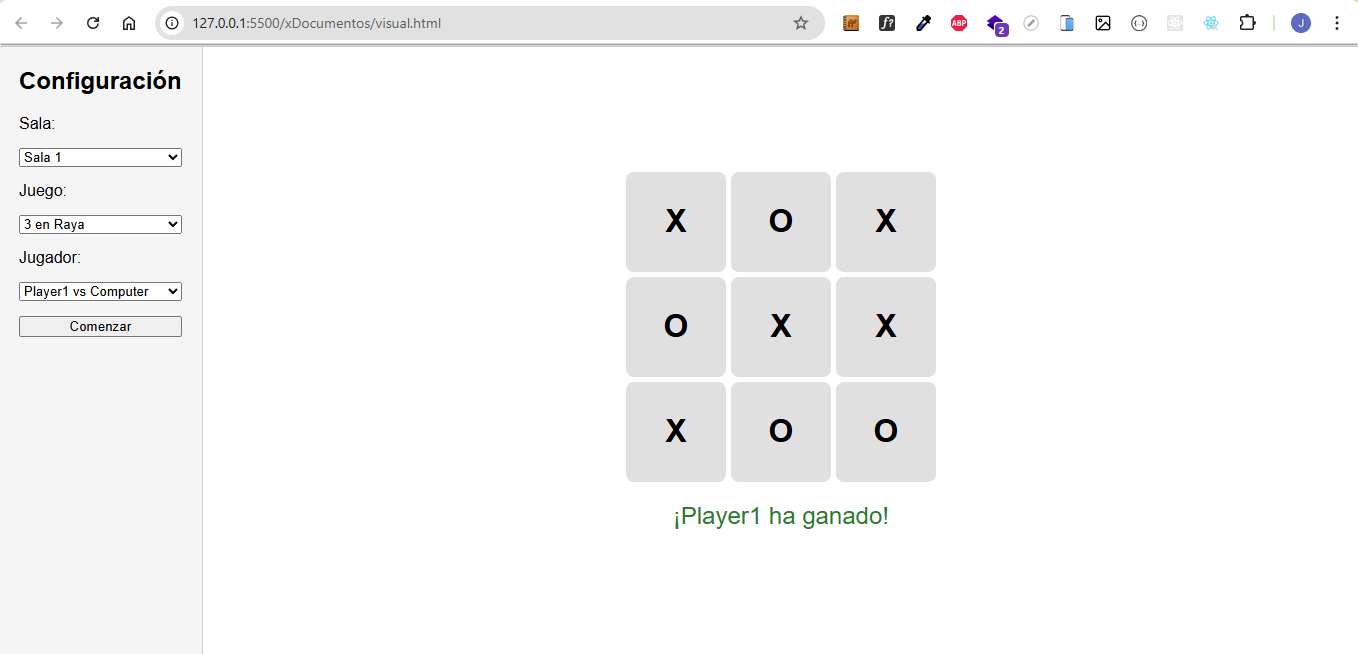 127.0.0.1:5500/xDocumentos/visual.html
f?
ABP
2
J
Configuración
Sala:
Sala 1
Juego:
3 en Raya
Jugador:
Player1 vs Computer
Comenzar
X O X
O X X
X O O
¡Player1 ha ganado!